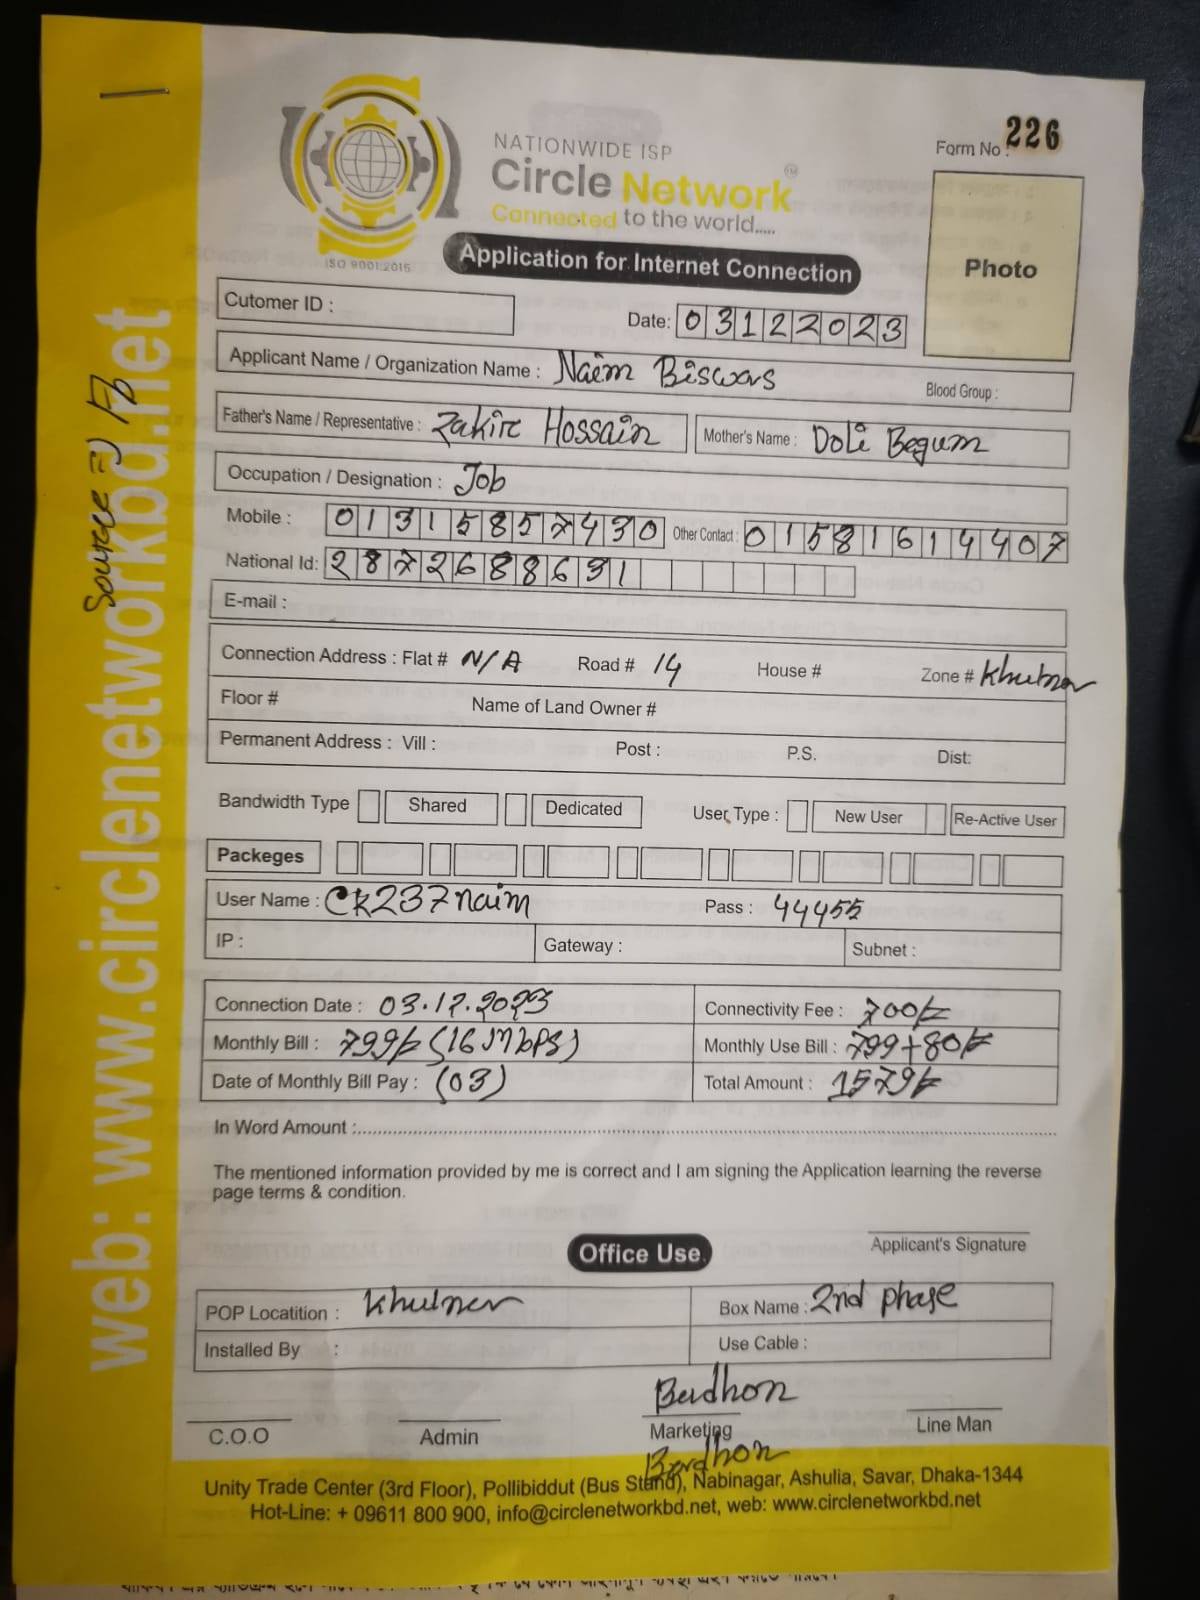 226
Form No :
NATIONWIDE ISP
Circle Network
Connected to the world.....
ISO 9001:2015
Application for Internet Connection
Photo
Cutomer ID :
Date: 03122023
Applicant Name / Organization Name : Naim Biswas Blood Group :
Father's Name / Representative : Zakir Hossain Mother's Name : Doli Begum
Occupation / Designation : Job
Mobile : 01315857430 Other Contact : 01581614407
National Id: 2872688631
E-mail :
Connection Address : Flat # N/A Road # 14 House # Zone #
Floor # Name of Land Owner #
Permanent Address : Vill : Post : P.S. Dist:
Bandwidth Type Shared Dedicated User Type : New User Re-Active User
Packeges
User Name : CR237naim Pass : 44455
IP : Gateway : Subnet :
Connection Date : 03.12.2023 Connectivity Fee : 700/=
Monthly Bill : 799/= (16 Mbps) Monthly Use Bill : 799+80/=
Date of Monthly Bill Pay : (03) Total Amount : 1579/=
In Word Amount :
The mentioned information provided by me is correct and I am signing the Application learning the reverse
page terms & condition.
Applicant's Signature
Office Use
POP Locatition : Box Name : 2nd phase
Installed By : Use Cable :
C.O.O Admin Marketing Line Man
Unity Trade Center (3rd Floor), Pollibiddut (Bus Stand), Nabinagar, Ashulia, Savar, Dhaka-1344
Hot-Line: + 09611 800 900, info@circlenetworkbd.net, web: www.circlenetworkbd.net
web: www.circlenetworkbd.net
Source => Fb